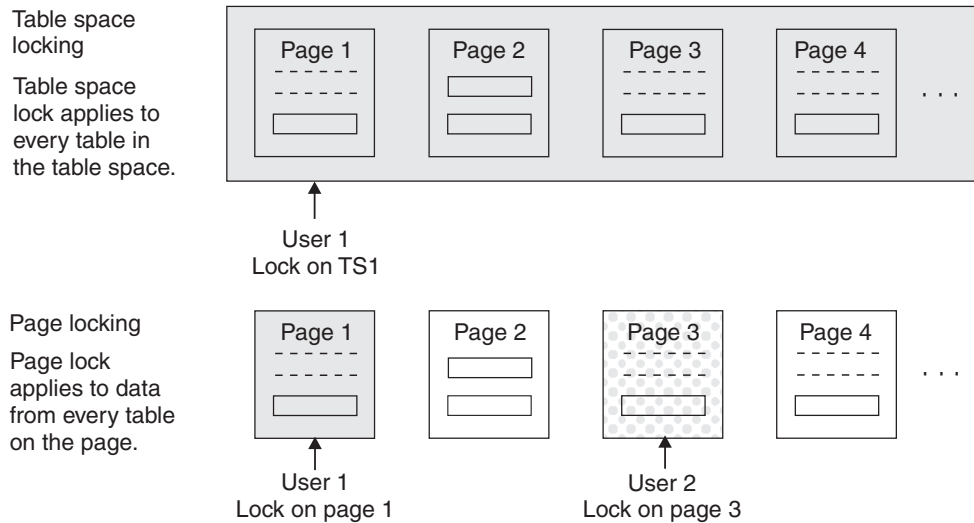 Table space
locking
Table space
lock applies to
every table in
the table space.
Page 1
Page 2
Page 3
Page 4
. . .
User 1
Lock on TS1
Page locking
Page lock
applies to data
from every table
on the page.
Page 1
Page 2
Page 3
Page 4
. . .
User 1
Lock on page 1
User 2
Lock on page 3